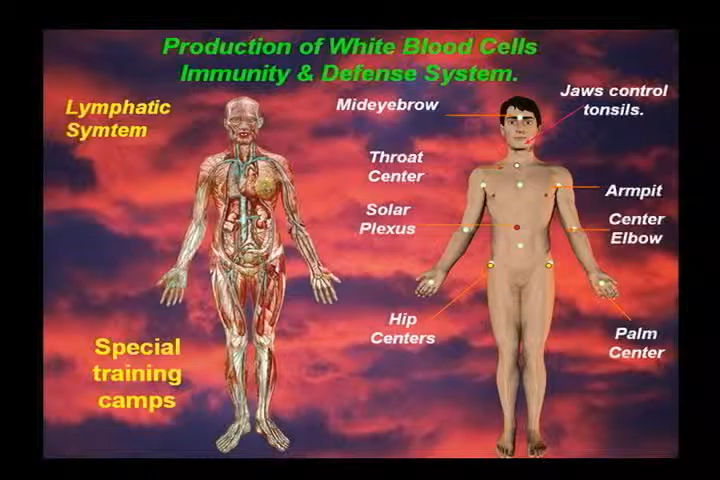 Production of White Blood Cells
Immunity & Defense System.
Lymphatic
Symtem
Mideyebrow
Jaws control
tonsils.
Throat
Center
Armpit
Solar
Plexus
Center
Elbow
Hip
Centers
Palm
Center
Special
training
camps